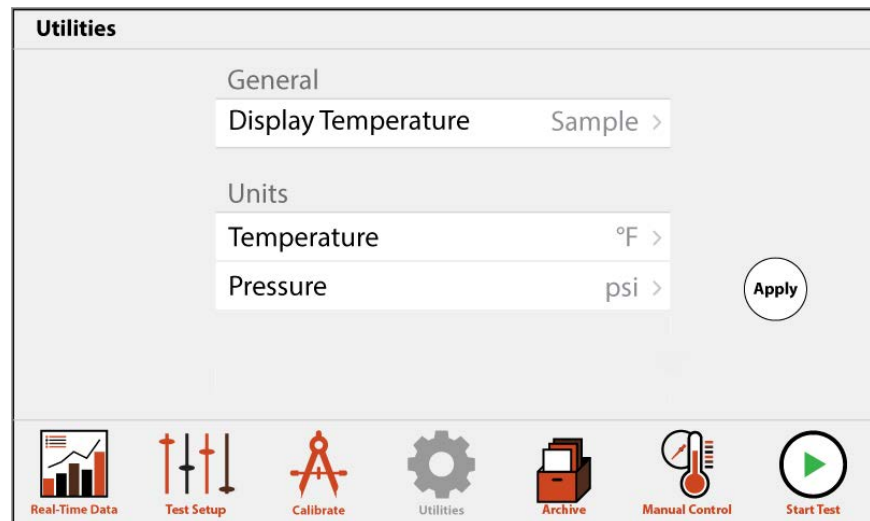 Utilities
General
Display Temperature Sample >
Units
Temperature °F >
Pressure psi >
Apply
Real-Time Data Test Setup Calibrate Utilities Archive Manual Control Start Test